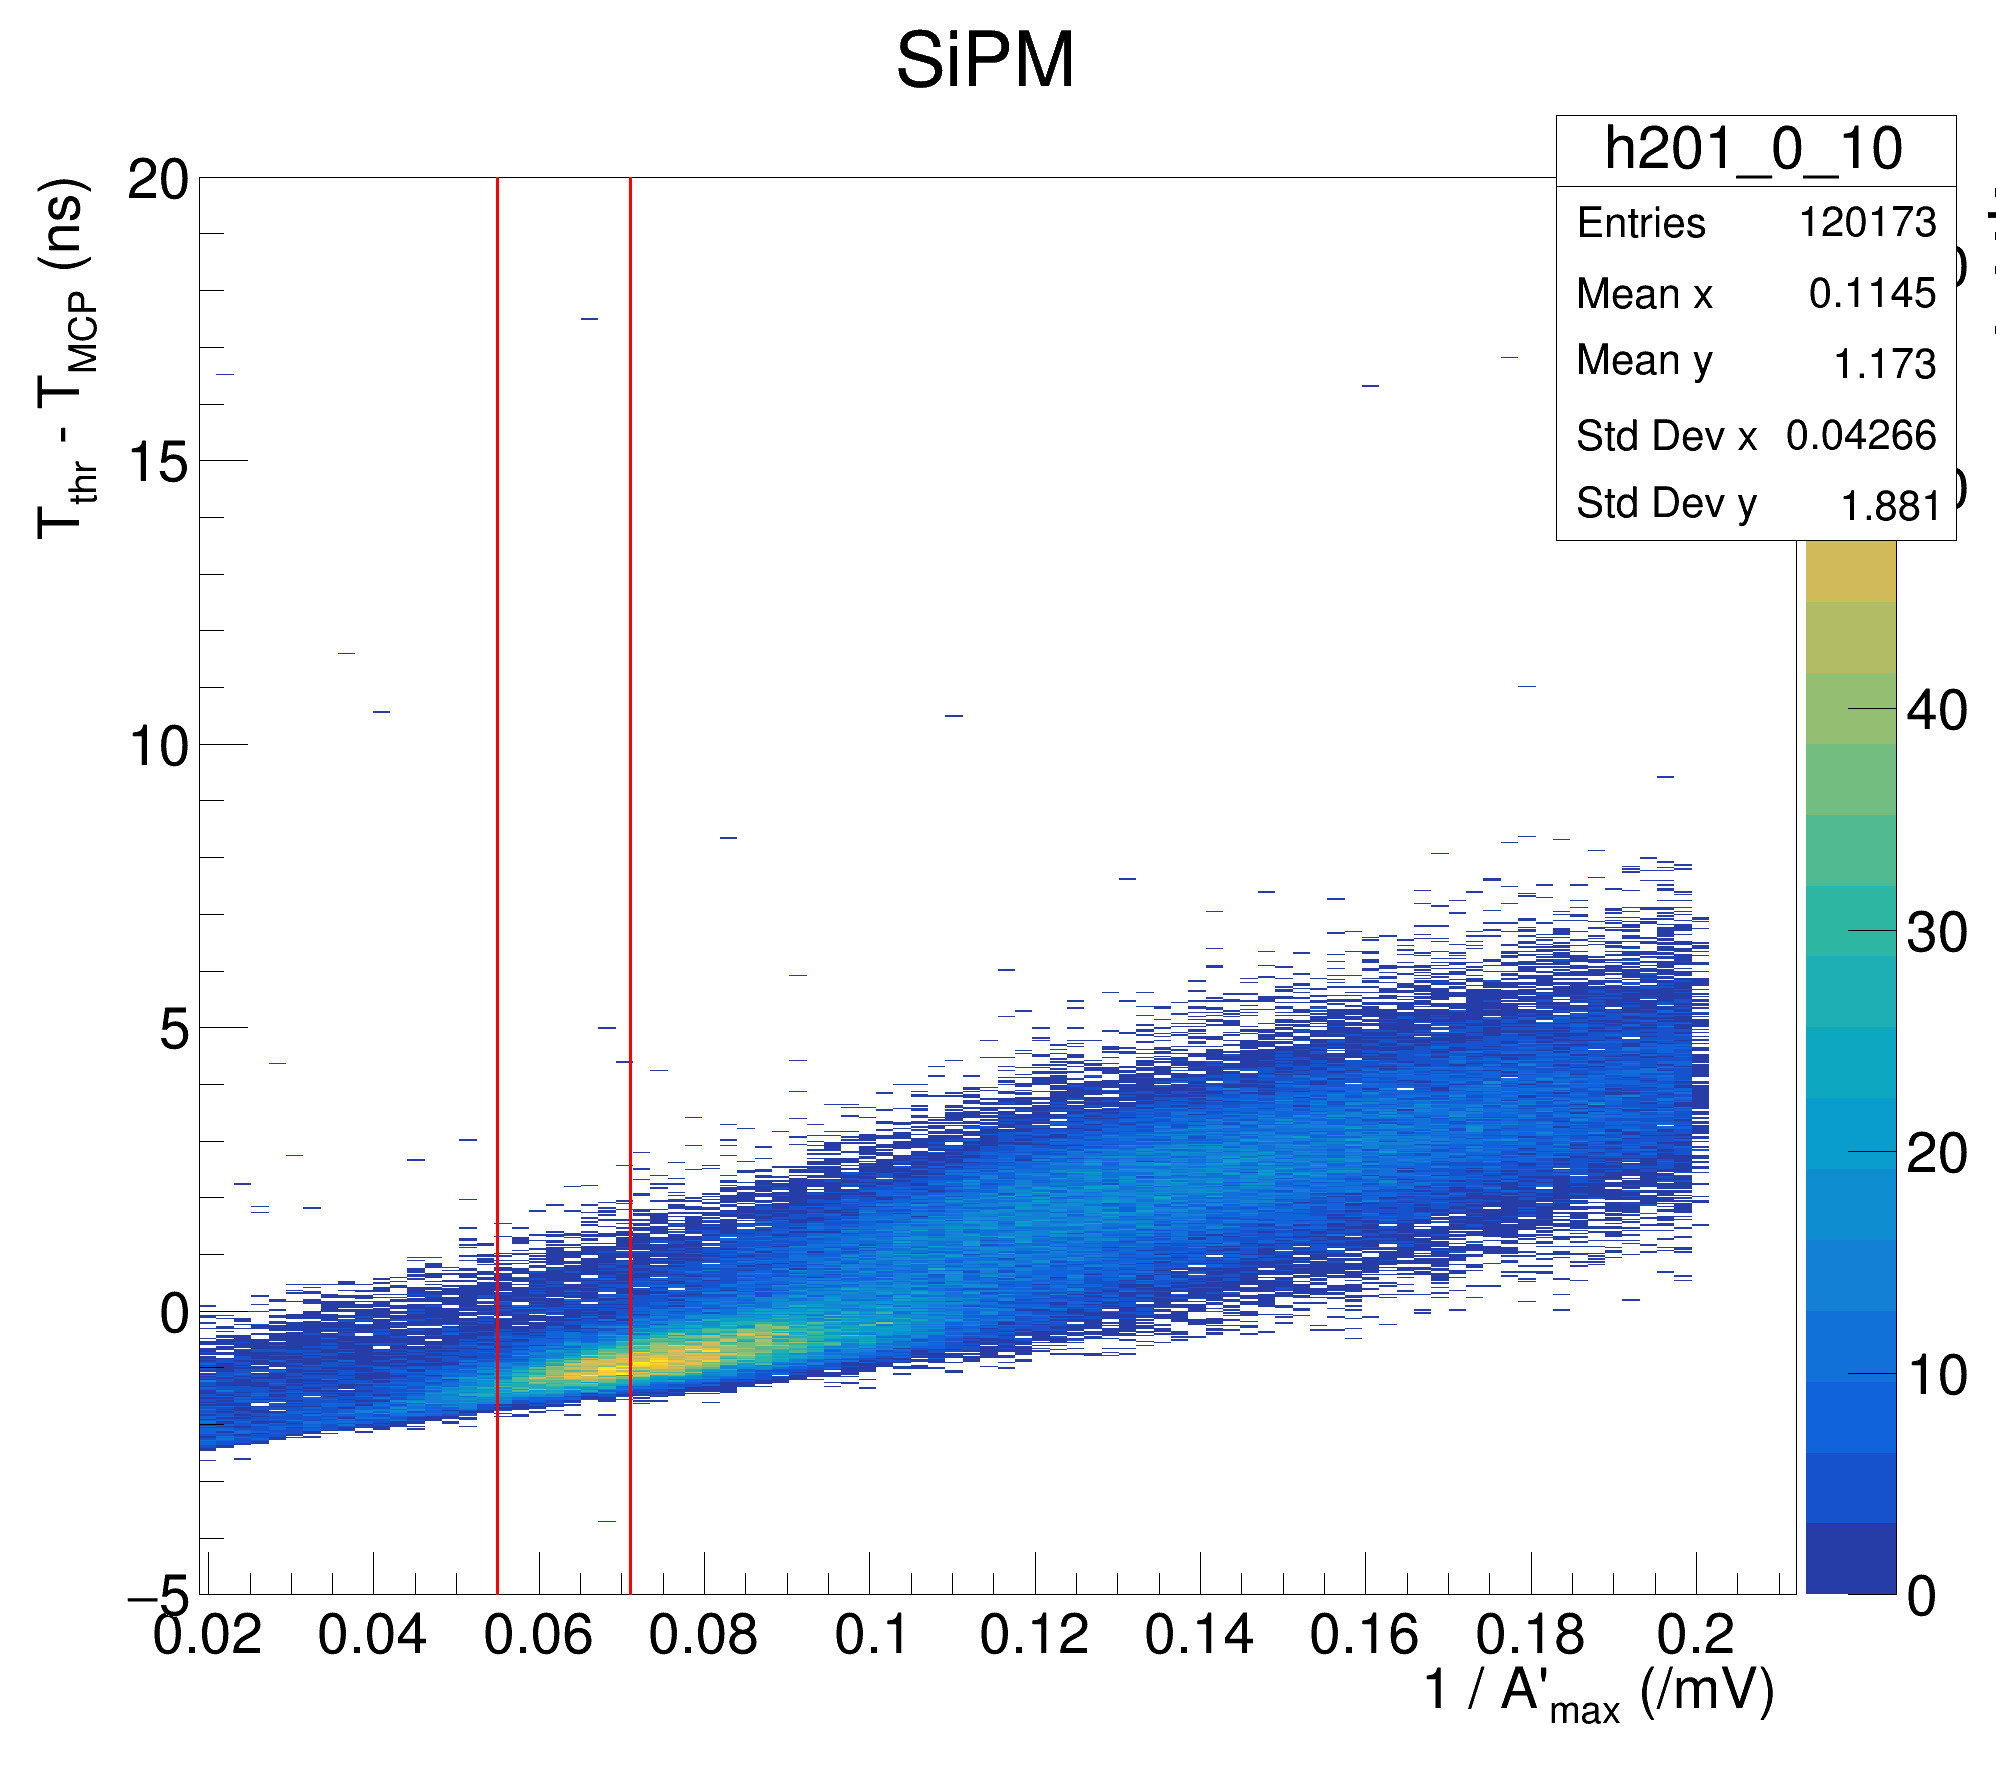 SiPM
h201_0_10
Entries 120173
Mean x 0.1145
Mean y 1.173
Std Dev x 0.04266
Std Dev y 1.881
T_thr - T_MCP (ns)
20
15
10
5
0
−5
0.02 0.04 0.06 0.08 0.1 0.12 0.14 0.16 0.18 0.2
1 / A'_max (/mV)
40
30
20
10
0